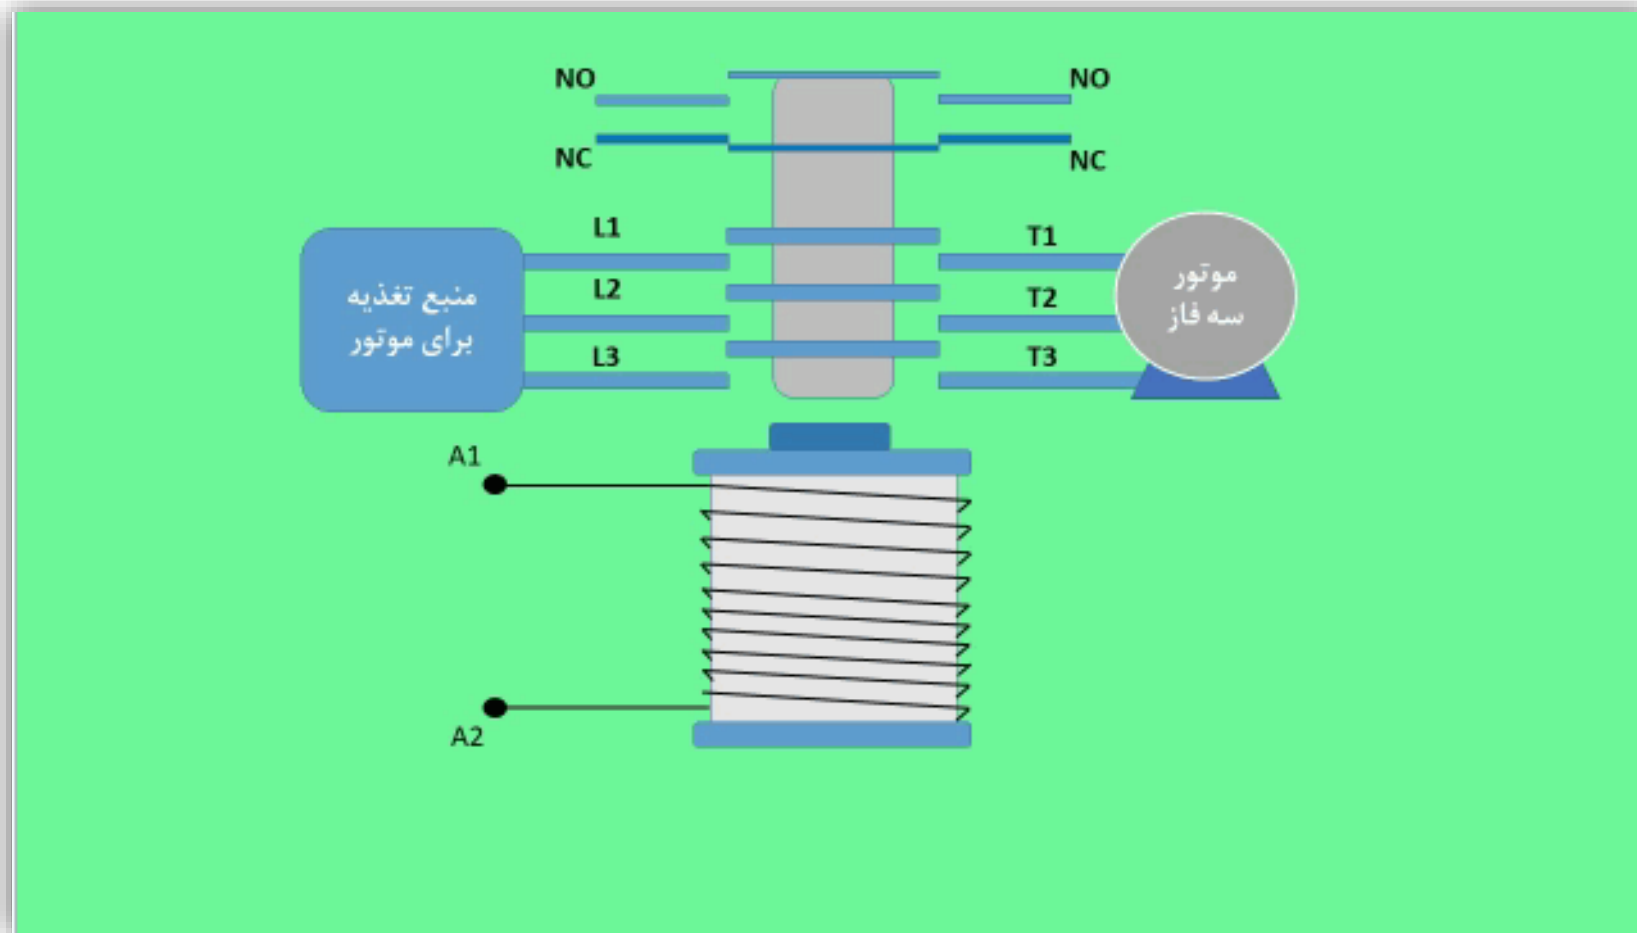 NO
NO
NC
NC
L1
T1
منبع تغذیه
برای موتور
L2
موتور
سه فاز
T2
L3
T3
A1
A2